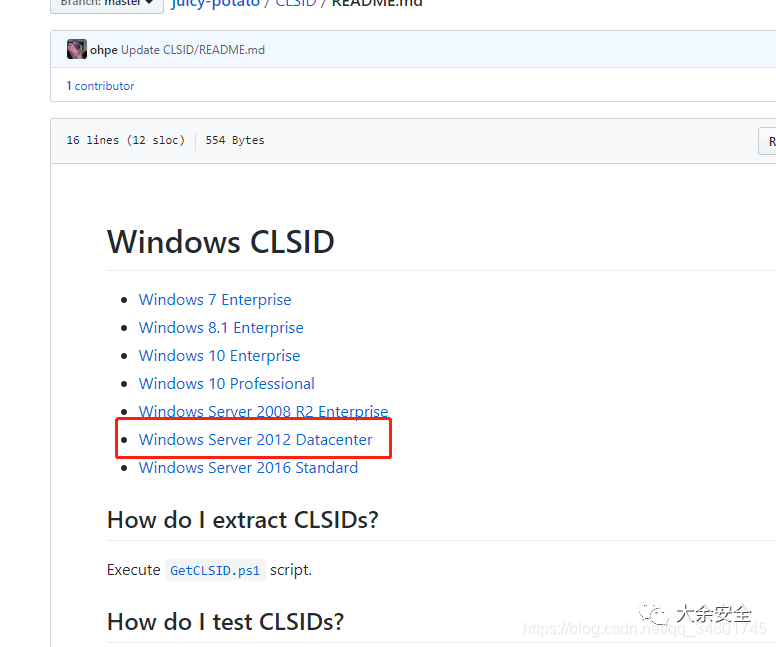 Branch: master
juicy-potato / CLSID / README.md
ohpe Update CLSID/README.md
1 contributor
16 lines (12 sloc) 554 Bytes
R
Windows CLSID
Windows 7 Enterprise
Windows 8.1 Enterprise
Windows 10 Enterprise
Windows 10 Professional
Windows Server 2008 R2 Enterprise
Windows Server 2012 Datacenter
Windows Server 2016 Standard
How do I extract CLSIDs?
Execute GetCLSID.ps1 script.
How do I test CLSIDs?
大余安全
https://blog.csdn.net/qq_34801745